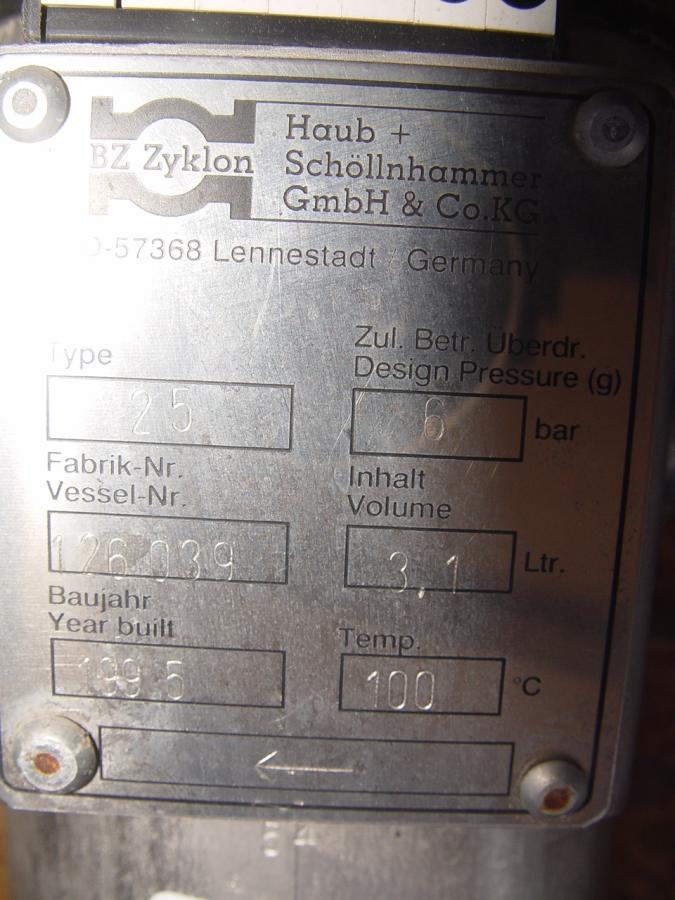 BZ Zyklon
Haub +
Schöllnhammer
GmbH & Co.KG
D-57368 Lennestadt / Germany
Type
25
Zul. Betr. Überdr.
Design Pressure (g)
6 bar
Fabrik-Nr.
Vessel-Nr.
126039
Inhalt
Volume
3,1 Ltr.
Baujahr
Year built
1995
Temp.
100 °C
←